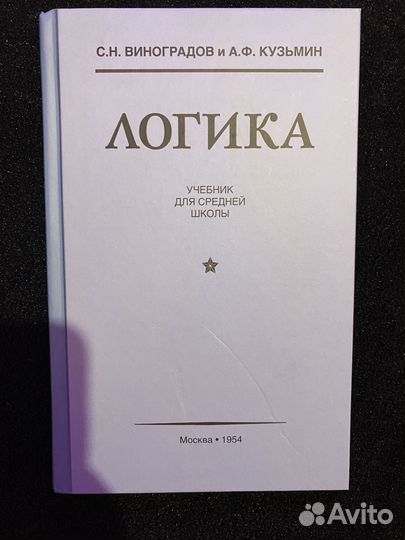 С.Н. ВИНОГРАДОВ и А.Ф. КУЗЬМИН
ЛОГИКА
УЧЕБНИК
ДЛЯ СРЕДНЕЙ
ШКОЛЫ
Москва • 1954
Avito